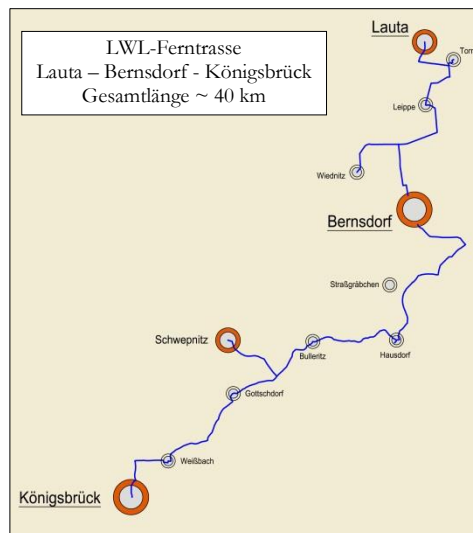 LWL-Ferntrasse
Lauta – Bernsdorf - Königsbrück
Gesamtlänge ~ 40 km
Lauta
Leippe
Wiednitz
Bernsdorf
Straßgräbchen
Schwepnitz
Bulleritz
Hausdorf
Gottschdorf
Weißbach
Königsbrück